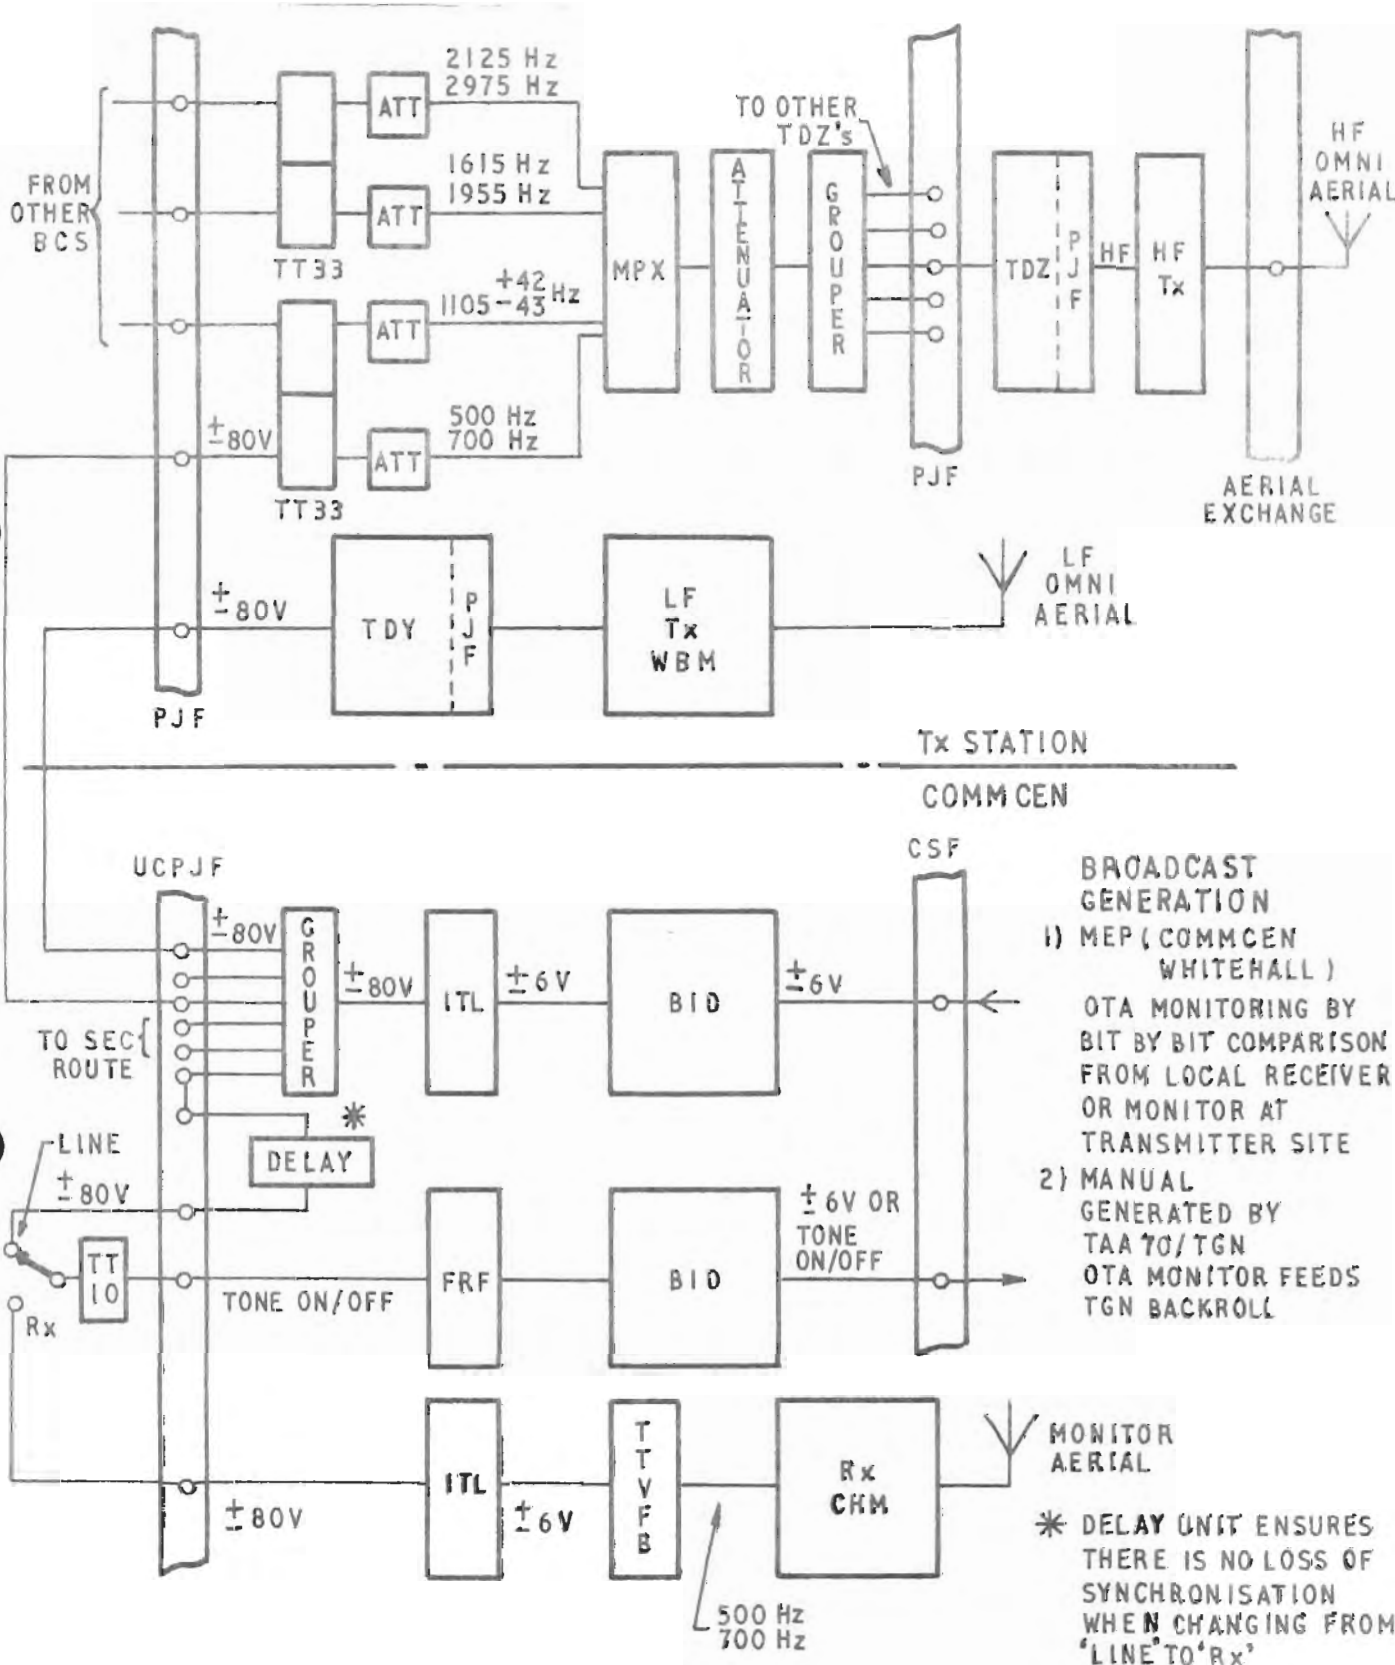 2125 Hz
2975 Hz
ATT
TO OTHER
TDZ's
HF
OMNI
AERIAL
FROM
OTHER
BCS
1615 Hz
1955 Hz
ATT
TT33
MPX
ATTENUATOR
GROUPER
TDZ
PJF
HF
HF
Tx
+42
1105-43 Hz
ATT
500 Hz
700 Hz
±80V
ATT
TT33
PJF
AERIAL
EXCHANGE
±80V
TDY
PJF
LF
Tx
WBM
LF
OMNI
AERIAL
PJF
Tx STATION
COMMCEN
UCPJF
CSF
BROADCAST
GENERATION
1) MEP (COMMCEN
WHITEHALL)
OTA MONITORING BY
BIT BY BIT COMPARISON
FROM LOCAL RECEIVER
OR MONITOR AT
TRANSMITTER SITE
2) MANUAL
GENERATED BY
TAA 70/TGN
OTA MONITOR FEEDS
TGN BACKROLL
±80V
GROUPER
±80V
ITL
±6V
BID
±6V
TO SEC
ROUTE
*
DELAY
LINE
±80V
TT
10
Rx
TONE ON/OFF
FRF
BID
±6V OR
TONE
ON/OFF
±80V
ITL
±6V
TTVFB
500 Hz
700 Hz
Rx
CHM
MONITOR
AERIAL
* DELAY UNIT ENSURES
THERE IS NO LOSS OF
SYNCHRONISATION
WHEN CHANGING FROM
'LINE' TO 'Rx'